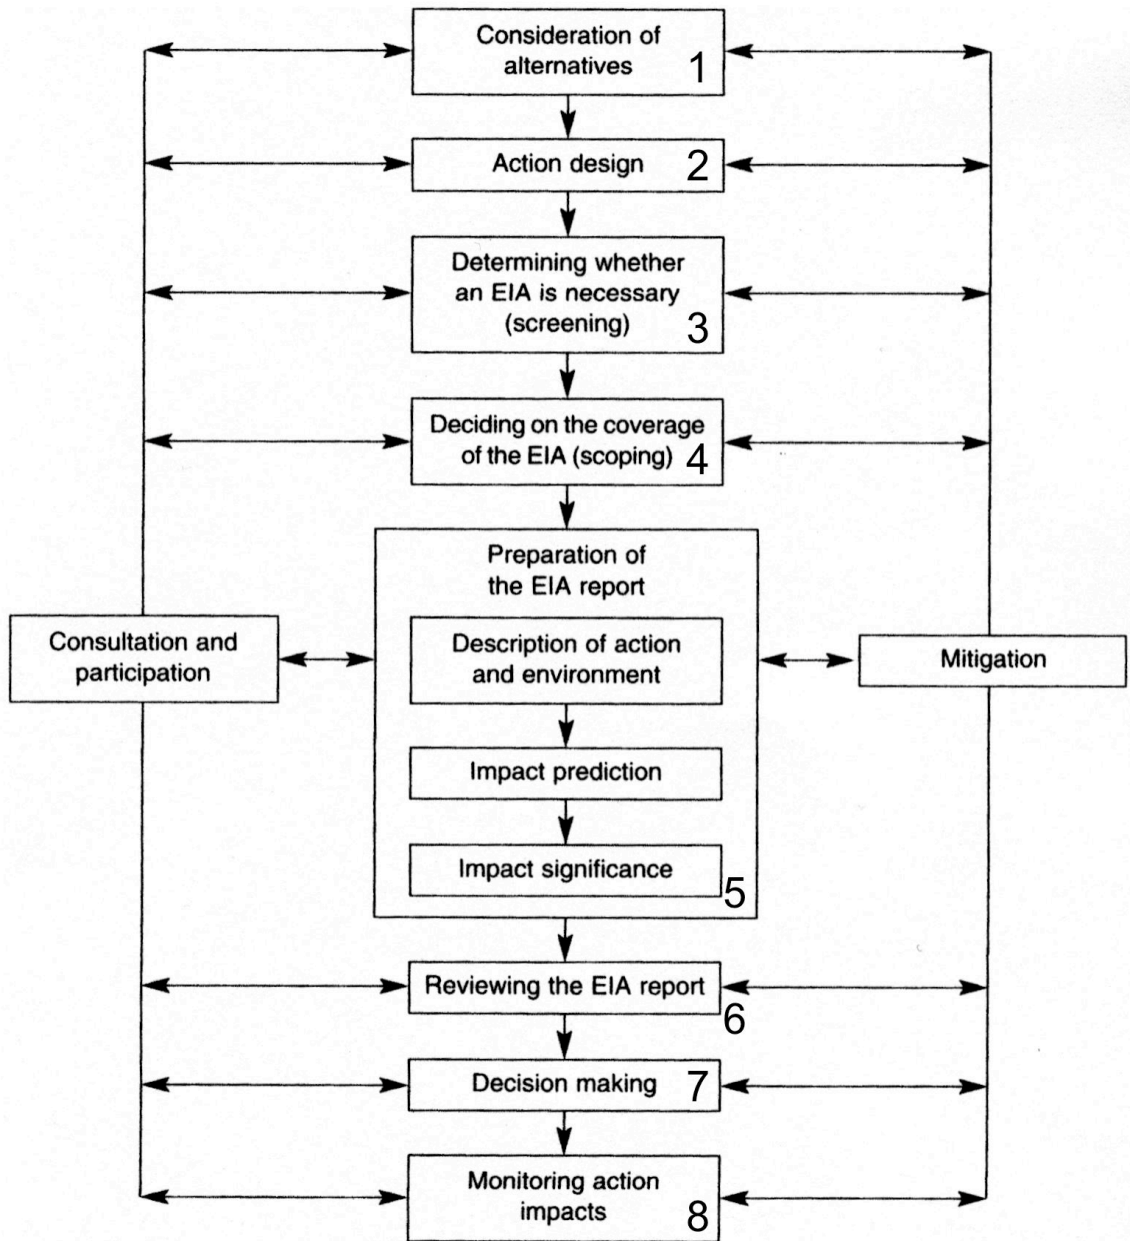 Consideration of
alternatives
1
Action design
2
Determining whether
an EIA is necessary
(screening)
3
Deciding on the coverage
of the EIA (scoping)
4
Preparation of
the EIA report
Description of action
and environment
Impact prediction
Impact significance
5
Consultation and
participation
Mitigation
Reviewing the EIA report
6
Decision making
7
Monitoring action
impacts
8